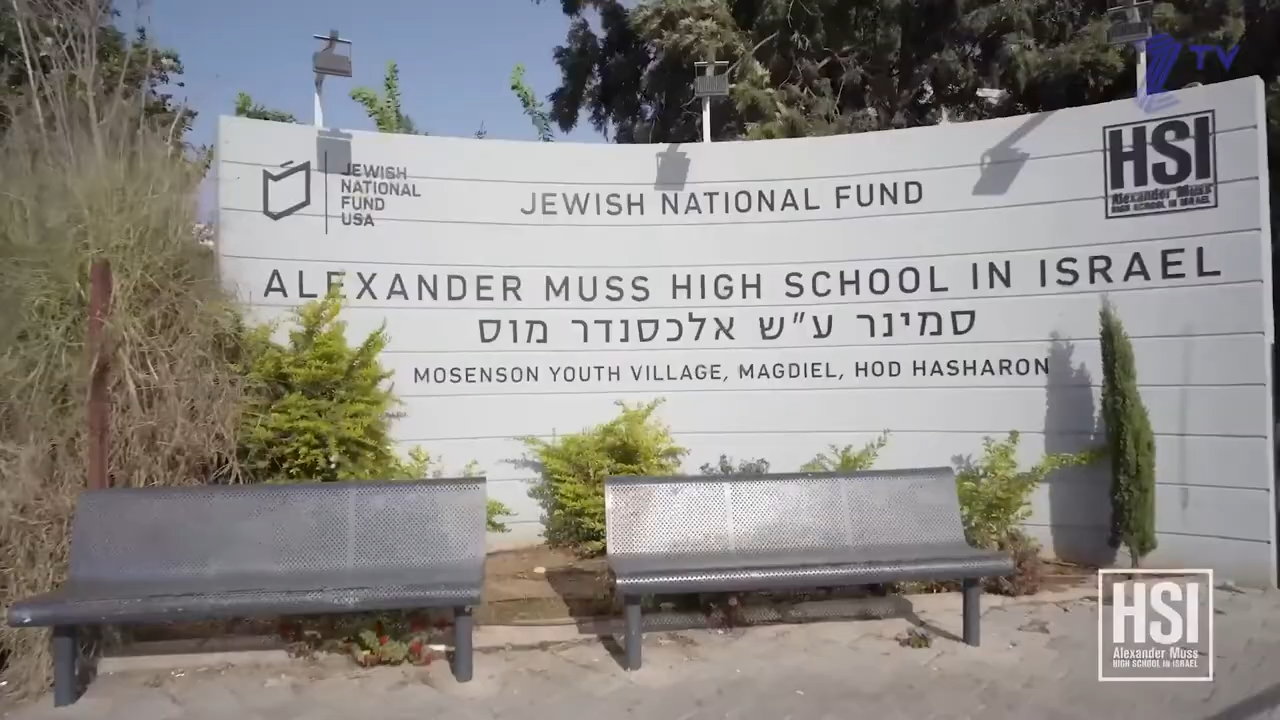 TV
JEWISH
NATIONAL
FUND
USA
JEWISH NATIONAL FUND
HSI
Alexander Muss
HIGH SCHOOL IN ISRAEL
ALEXANDER MUSS HIGH SCHOOL IN ISRAEL
סמינר ע״ש אלכסנדר מוס
MOSENSON YOUTH VILLAGE, MAGDIEL, HOD HASHARON
HSI
Alexander Muss
HIGH SCHOOL IN ISRAEL